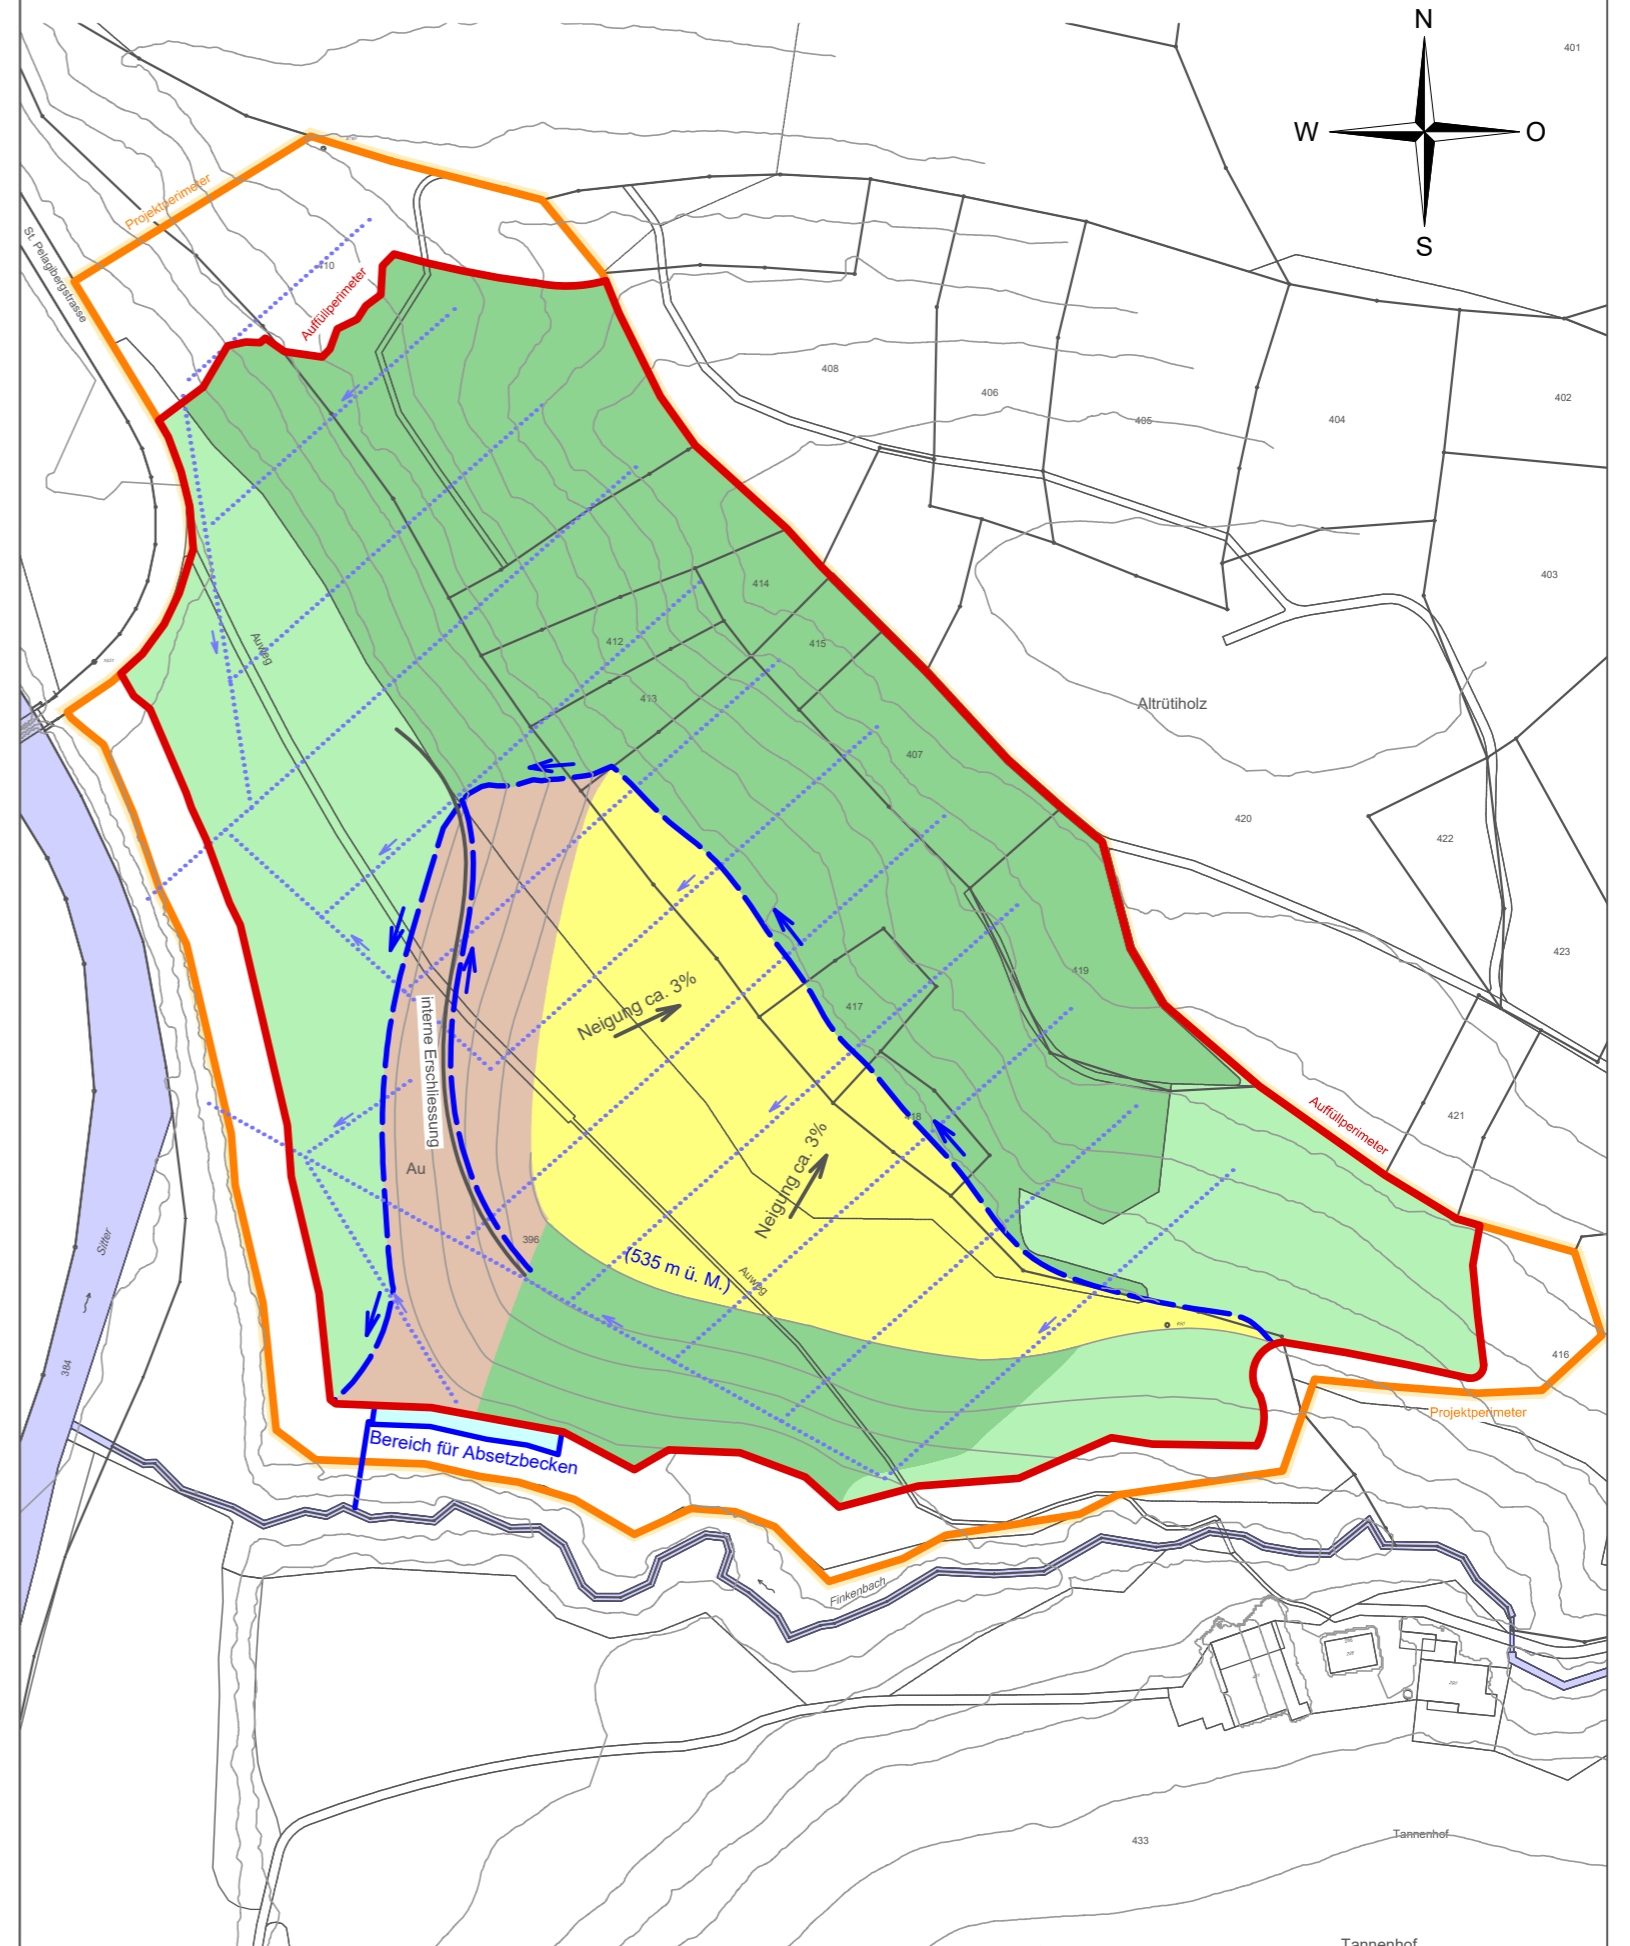 N
W
O
S
401
Projektperimeter
St. Pelagibergstrasse
410
Auffüllperimeter
408
406
405
404
402
403
414
412
415
413
Auweg
Altrütiholz
407
420
422
423
419
417
Neigung ca. 3%
interne Erschliessung
418
421
Auffüllperimeter
Neigung ca. 3%
Au
396
(535 m ü. M.)
Auweg
Sitter
384
416
Projektperimeter
Bereich für Absetzbecken
Finkenbach
433
Tannenhof
Tannenhof